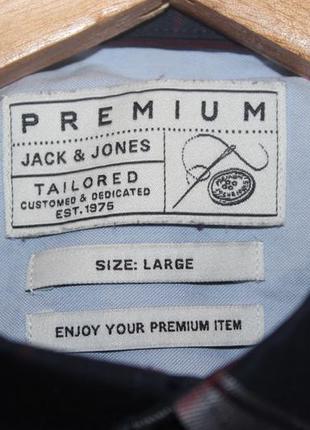 PREMIUM
JACK & JONES
TAILORED
CUSTOMED & DEDICATED
EST. 1975
SIZE: LARGE
ENJOY YOUR PREMIUM ITEM